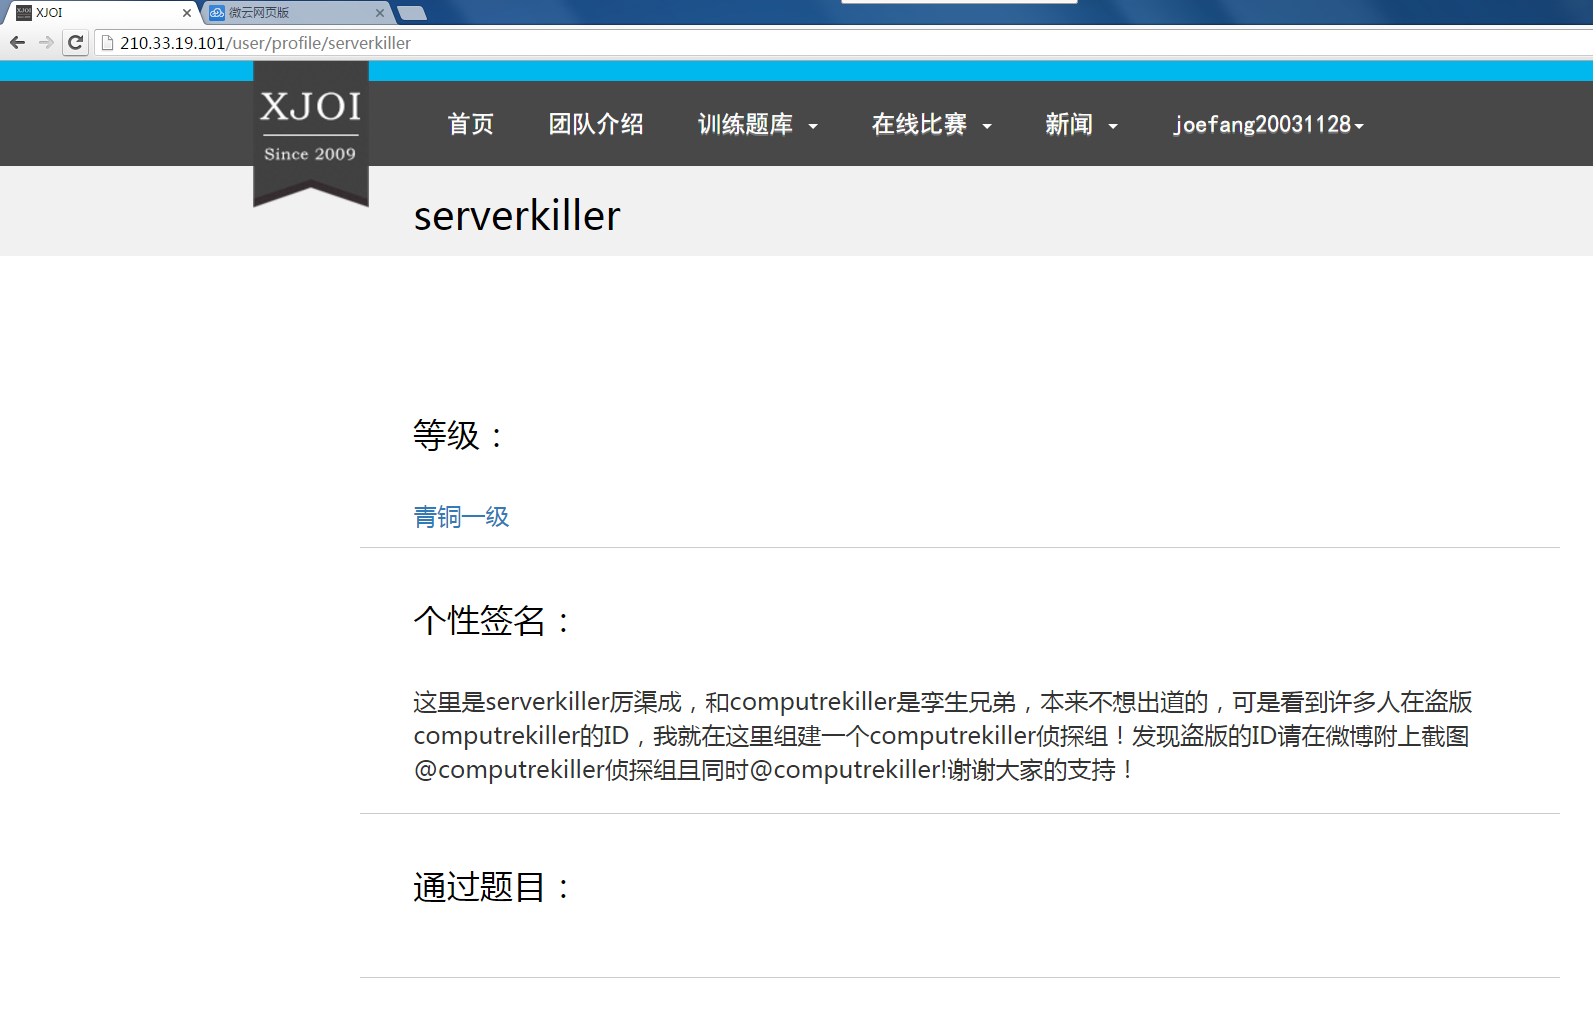 XJOI
微云网页版
210.33.19.101/user/profile/serverkiller
XJOI
Since 2009
首页 团队介绍 训练题库 在线比赛 新闻 joefang20031128
serverkiller
等级：
青铜一级
个性签名：
这里是serverkiller厉渠成，和computrekiller是孪生兄弟，本来不想出道的，可是看到许多人在盗版
computrekiller的ID，我就在这里组建一个computrekiller侦探组！发现盗版的ID请在微博附上截图
@computrekiller侦探组且同时@computrekiller!谢谢大家的支持！
通过题目：